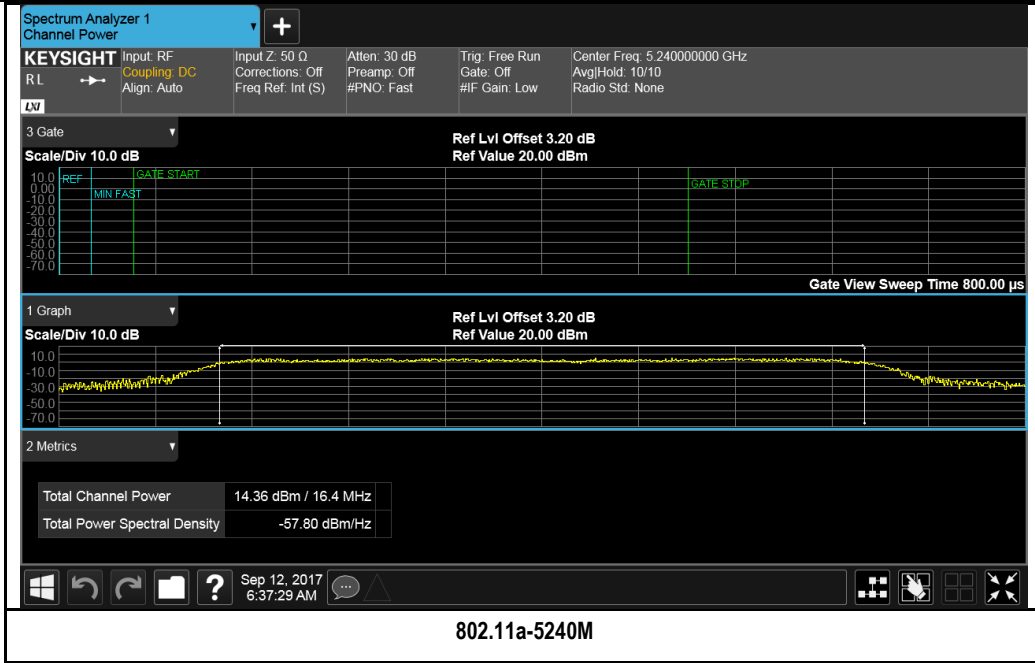 Spectrum Analyzer 1
Channel Power
+
KEYSIGHT
R L
LXI
Input: RF
Coupling: DC
Align: Auto
Input Z: 50 Ω
Corrections: Off
Freq Ref: Int (S)
Atten: 30 dB
Preamp: Off
#PNO: Fast
Trig: Free Run
Gate: Off
#IF Gain: Low
Center Freq: 5.240000000 GHz
Avg|Hold: 10/10
Radio Std: None
3 Gate
Scale/Div 10.0 dB
Ref Lvl Offset 3.20 dB
Ref Value 20.00 dBm
10.0
0.00
-10.0
-20.0
-30.0
-40.0
-50.0
-60.0
-70.0
REF
MIN FAST
GATE START
GATE STOP
Gate View Sweep Time 800.00 µs
1 Graph
Scale/Div 10.0 dB
Ref Lvl Offset 3.20 dB
Ref Value 20.00 dBm
10.0
-10.0
-30.0
-50.0
-70.0
2 Metrics
Total Channel Power 14.36 dBm / 16.4 MHz
Total Power Spectral Density -57.80 dBm/Hz
?
Sep 12, 2017
6:37:29 AM
802.11a-5240M